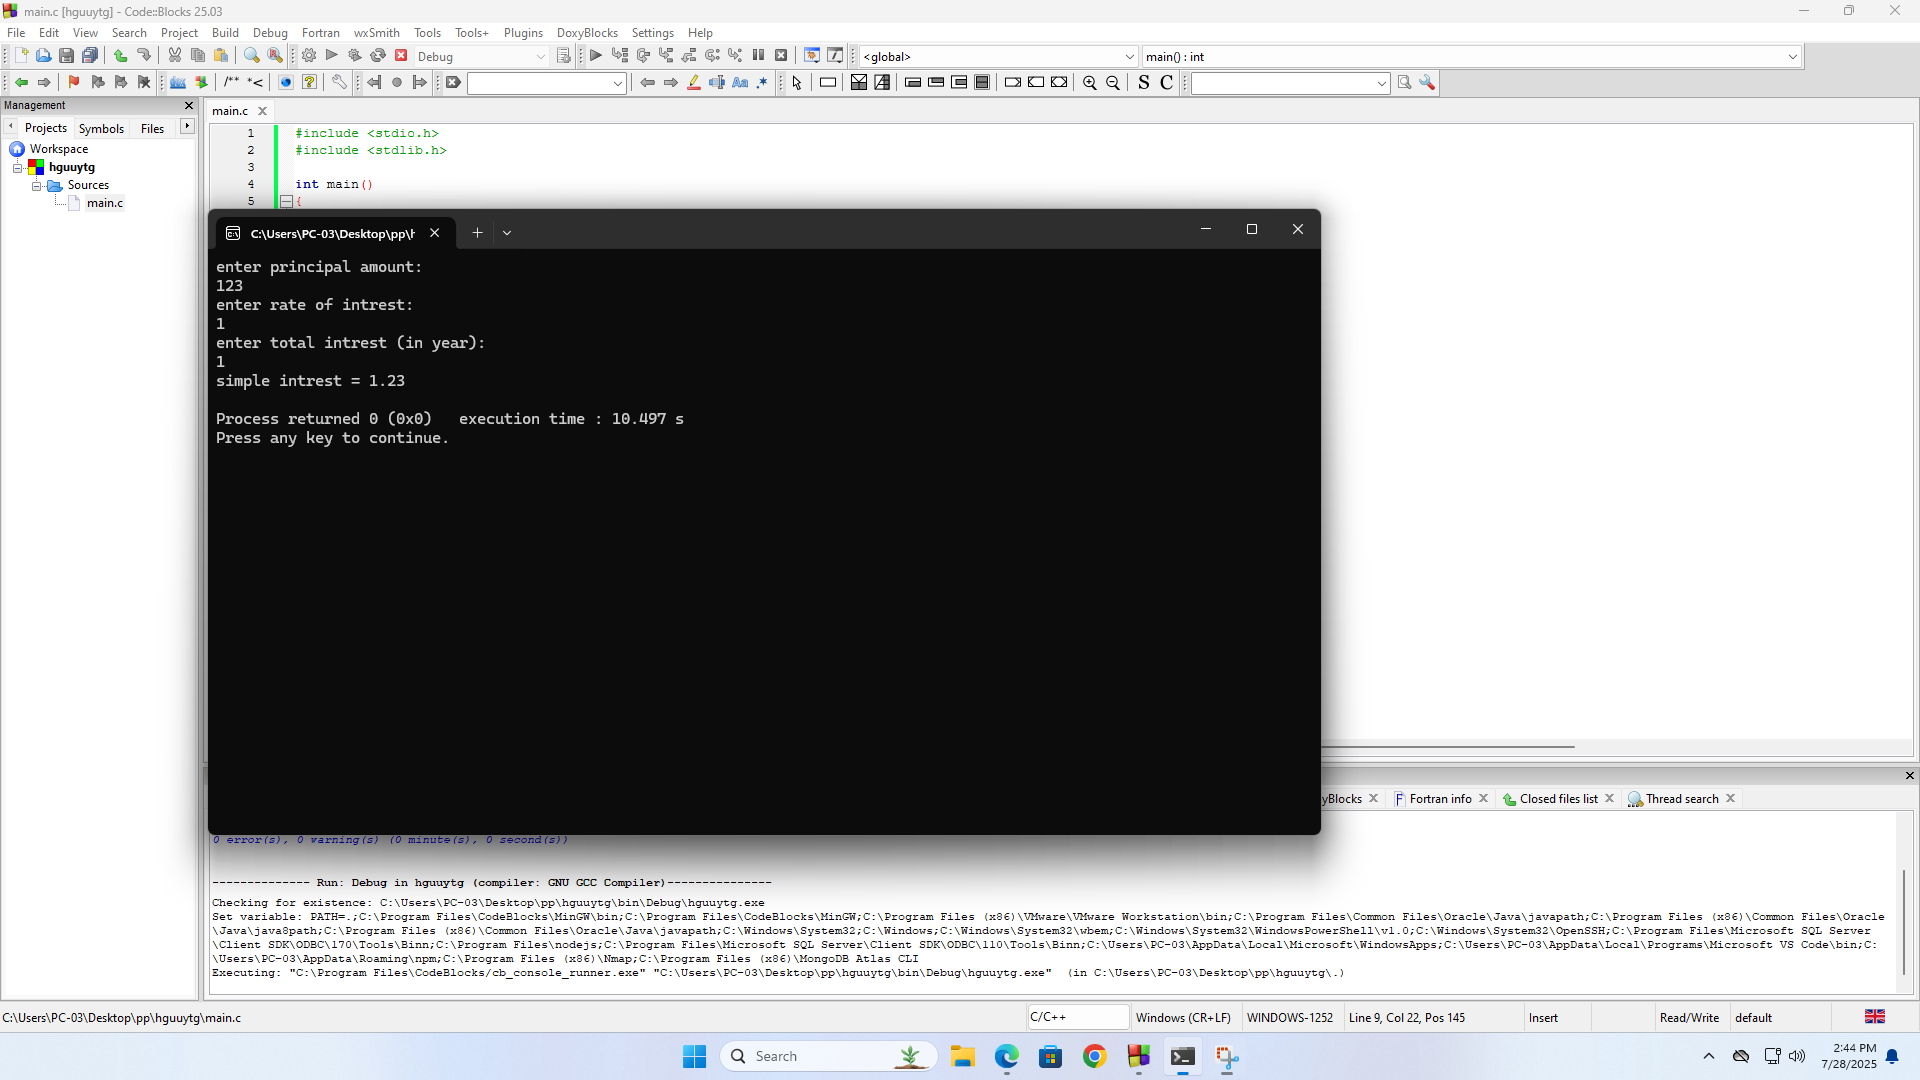 main.c [hguuytg] - Code::Blocks 25.03
File Edit View Search Project Build Debug Fortran wxSmith Tools Tools+ Plugins DoxyBlocks Settings Help
Debug
<global>
main() : int
/** *<
Aa .*
S C
Management
Projects Symbols Files
Workspace
hguuytg
Sources
main.c
main.c
1 #include <stdio.h>
2 #include <stdlib.h>
3
4 int main()
5 {
C:\Users\PC-03\Desktop\pp\h
enter principal amount:
123
enter rate of intrest:
1
enter total intrest (in year):
1
simple intrest = 1.23
Process returned 0 (0x0)   execution time : 10.497 s
Press any key to continue.
yBlocks
F Fortran info
Closed files list
Thread search
0 error(s), 0 warning(s) (0 minute(s), 0 second(s))
-------------- Run: Debug in hguuytg (compiler: GNU GCC Compiler)---------------
Checking for existence: C:\Users\PC-03\Desktop\pp\hguuytg\bin\Debug\hguuytg.exe
Set variable: PATH=.;C:\Program Files\CodeBlocks\MinGW\bin;C:\Program Files\CodeBlocks\MinGW;C:\Program Files (x86)\VMware\VMware Workstation\bin;C:\Program Files\Common Files\Oracle\Java\javapath;C:\Program Files (x86)\Common Files\Oracle
\Java\java8path;C:\Program Files (x86)\Common Files\Oracle\Java\javapath;C:\Windows\System32;C:\Windows;C:\Windows\System32\wbem;C:\Windows\System32\WindowsPowerShell\v1.0;C:\Windows\System32\OpenSSH;C:\Program Files\Microsoft SQL Server
\Client SDK\ODBC\170\Tools\Binn;C:\Program Files\nodejs;C:\Program Files\Microsoft SQL Server\Client SDK\ODBC\110\Tools\Binn;C:\Users\PC-03\AppData\Local\Microsoft\WindowsApps;C:\Users\PC-03\AppData\Local\Programs\Microsoft VS Code\bin;C:
\Users\PC-03\AppData\Roaming\npm;C:\Program Files (x86)\Nmap;C:\Program Files (x86)\MongoDB Atlas CLI
Executing: "C:\Program Files\CodeBlocks/cb_console_runner.exe" "C:\Users\PC-03\Desktop\pp\hguuytg\bin\Debug\hguuytg.exe"  (in C:\Users\PC-03\Desktop\pp\hguuytg\.)
C:\Users\PC-03\Desktop\pp\hguuytg\main.c
C/C++
Windows (CR+LF)
WINDOWS-1252
Line 9, Col 22, Pos 145
Insert
Read/Write
default
Search
2:44 PM
7/28/2025